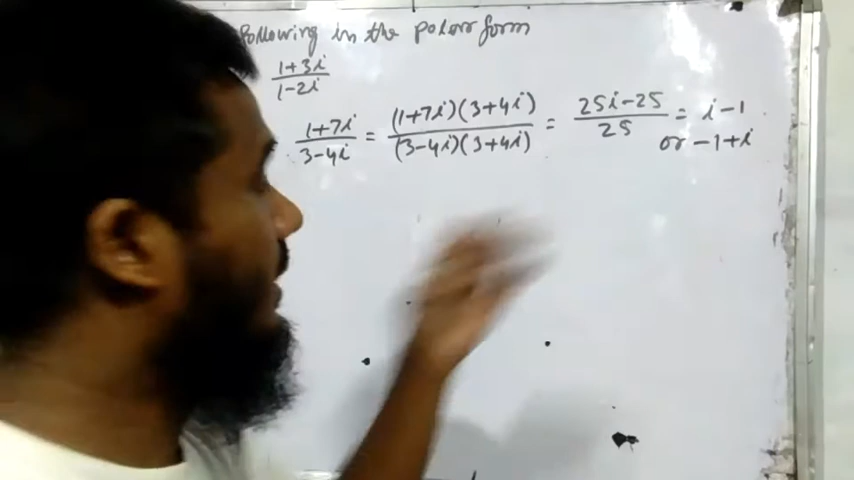 following in the polar form
1+3i / 1-2i
1+7i / 3-4i = (1+7i)(3+4i) / (3-4i)(3+4i) = 25i-25 / 25 = i-1
or -1+i